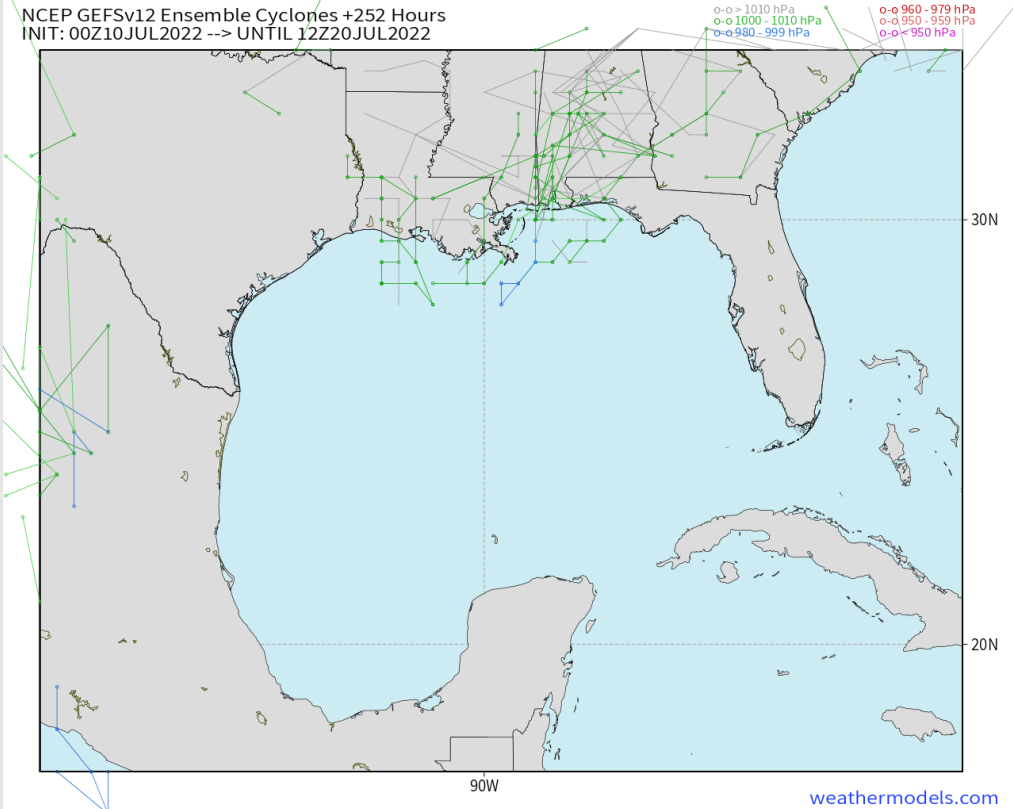 NCEP GEFSv12 Ensemble Cyclones +252 Hours
INIT: 00Z10JUL2022 --> UNTIL 12Z20JUL2022
o-o > 1010 hPa
o-o 1000 - 1010 hPa
o-o 980 - 999 hPa
o-o 960 - 979 hPa
o-o 950 - 959 hPa
o-o < 950 hPa
30N
20N
90W
weathermodels.com